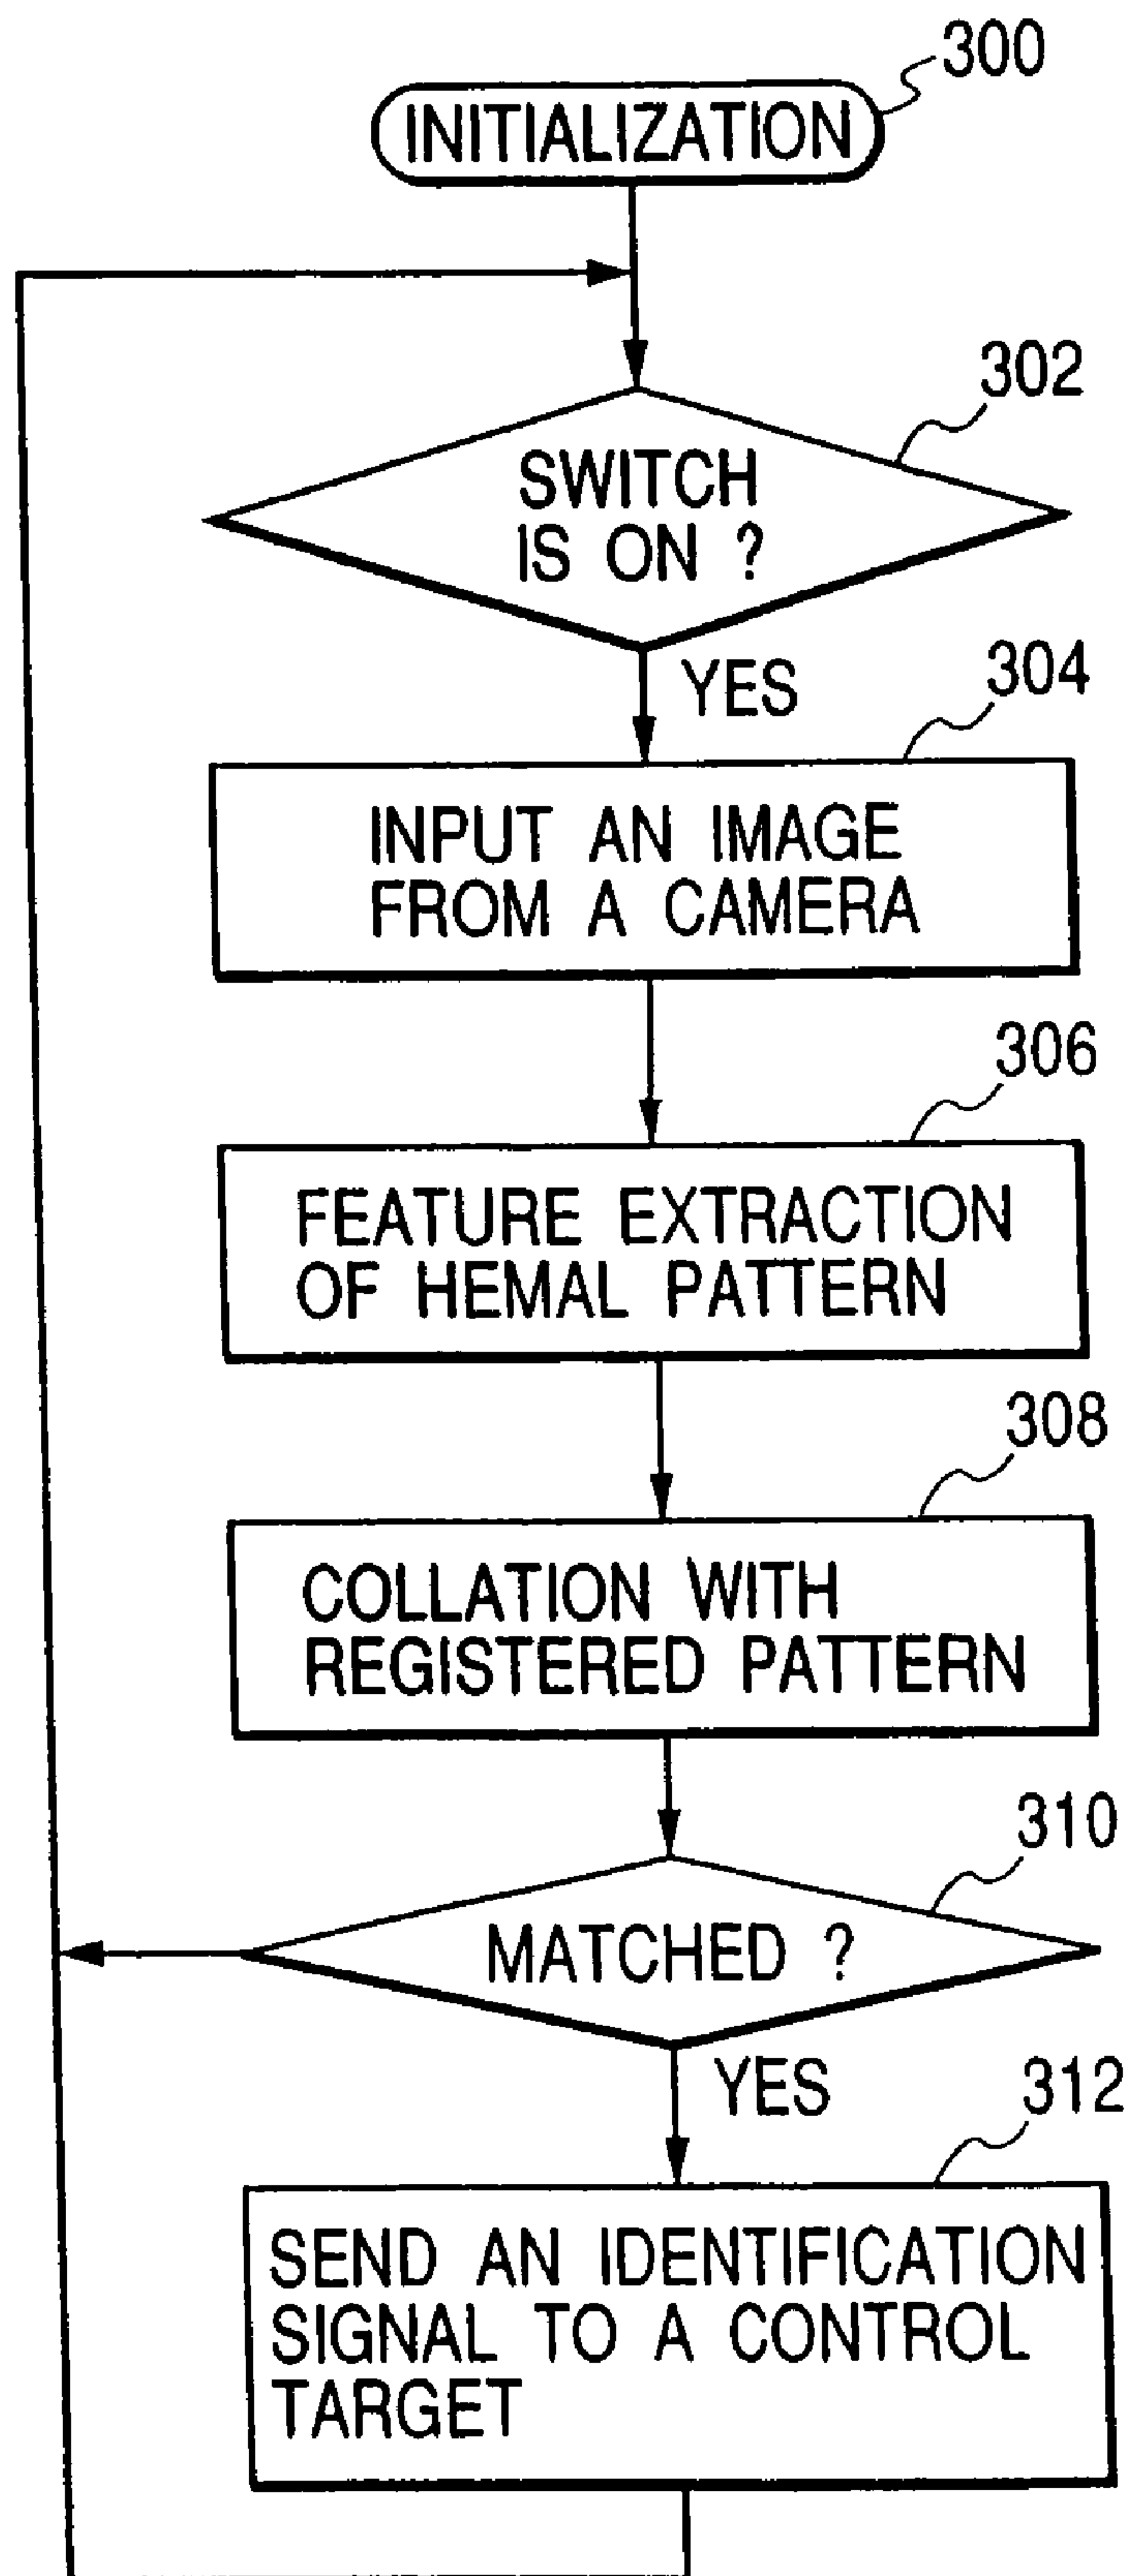 300
INITIALIZATION
302
SWITCH
IS ON ?
YES
304
INPUT AN IMAGE
FROM A CAMERA
306
FEATURE EXTRACTION
OF HEMAL PATTERN
308
COLLATION WITH
REGISTERED PATTERN
310
MATCHED ?
YES
312
SEND AN IDENTIFICATION
SIGNAL TO A CONTROL
TARGET